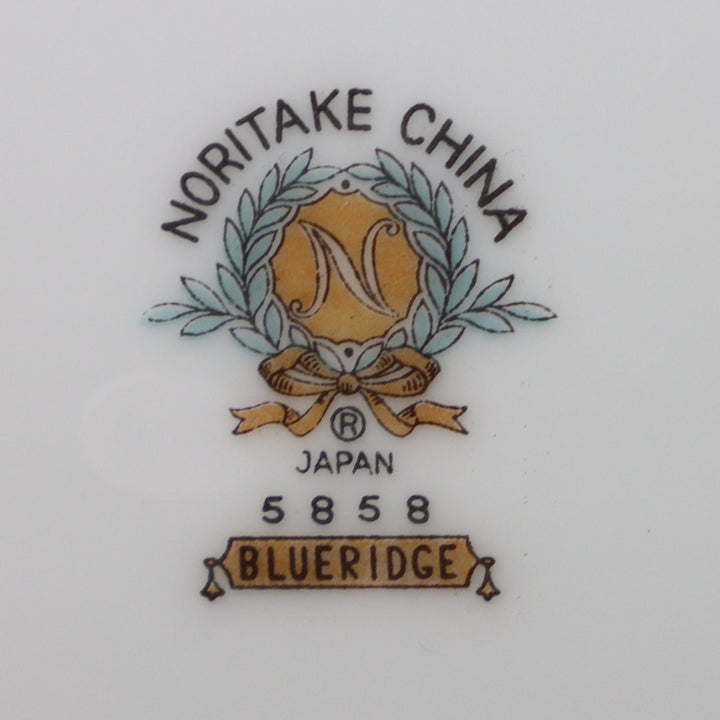 NORITAKE CHINA
N
®
JAPAN
5858
BLUERIDGE